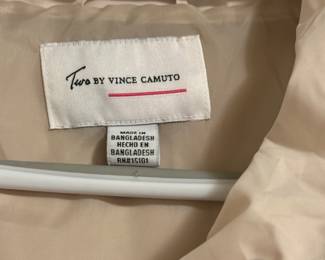 Two BY VINCE CAMUTO
MADE IN
BANGLADESH
HECHO EN
BANGLADESH
RN#15101